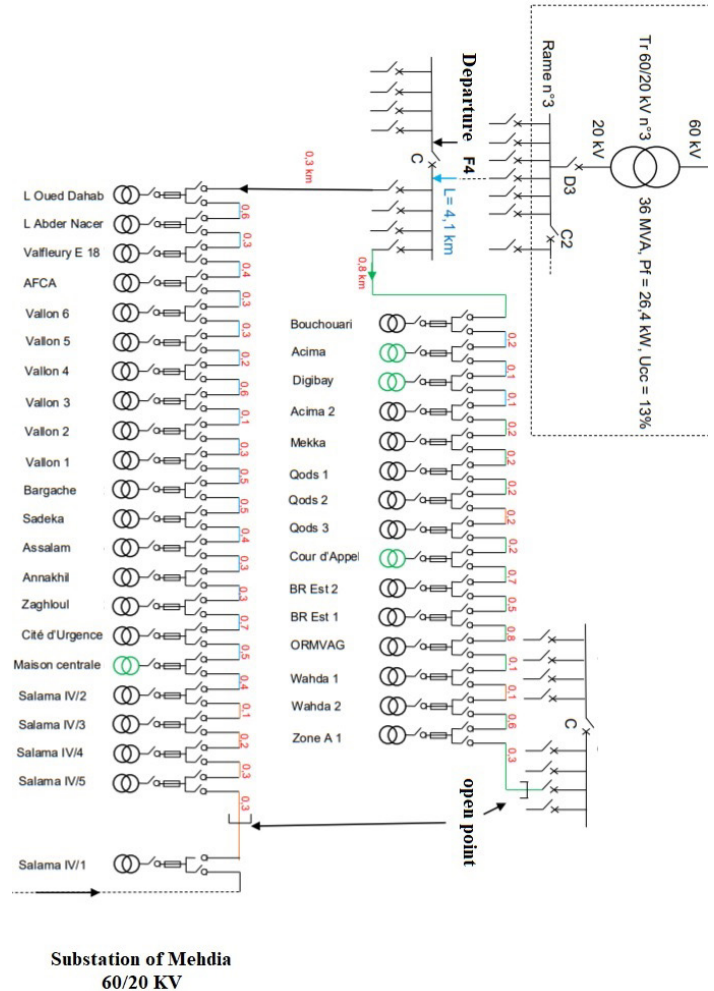 60 kV
20 kV
Tr 60/20 kV n°3
36 MVA, Pf = 26,4 kW, Ucc = 13%
Rame n°3
D3
C2
Departure
F4
C
L= 4,1 km
0,3 km
0,8 km
L Oued Dahab
0,6
L Abder Nacer
0,3
Valfleury E 18
0,4
AFCA
0,3
Vallon 6
0,3
Vallon 5
0,2
Vallon 4
0,6
Vallon 3
0,1
Vallon 2
0,3
Vallon 1
0,5
Bargache
0,5
Sadeka
0,4
Assalam
0,3
Annakhil
0,3
Zaghloul
0,7
Cité d'Urgence
0,5
Maison centrale
0,4
Salama IV/2
0,1
Salama IV/3
0,2
Salama IV/4
0,3
Salama IV/5
0,3
Salama IV/1
Bouchouari
0,2
Acima
0,1
Digibay
0,1
Acima 2
0,2
Mekka
0,2
Qods 1
0,2
Qods 2
0,2
Qods 3
0,2
Cour d'Appel
0,7
BR Est 2
0,5
BR Est 1
0,8
ORMVAG
0,1
Wahda 1
0,1
Wahda 2
0,6
Zone A 1
0,3
C
open point
Substation of Mehdia
60/20 KV